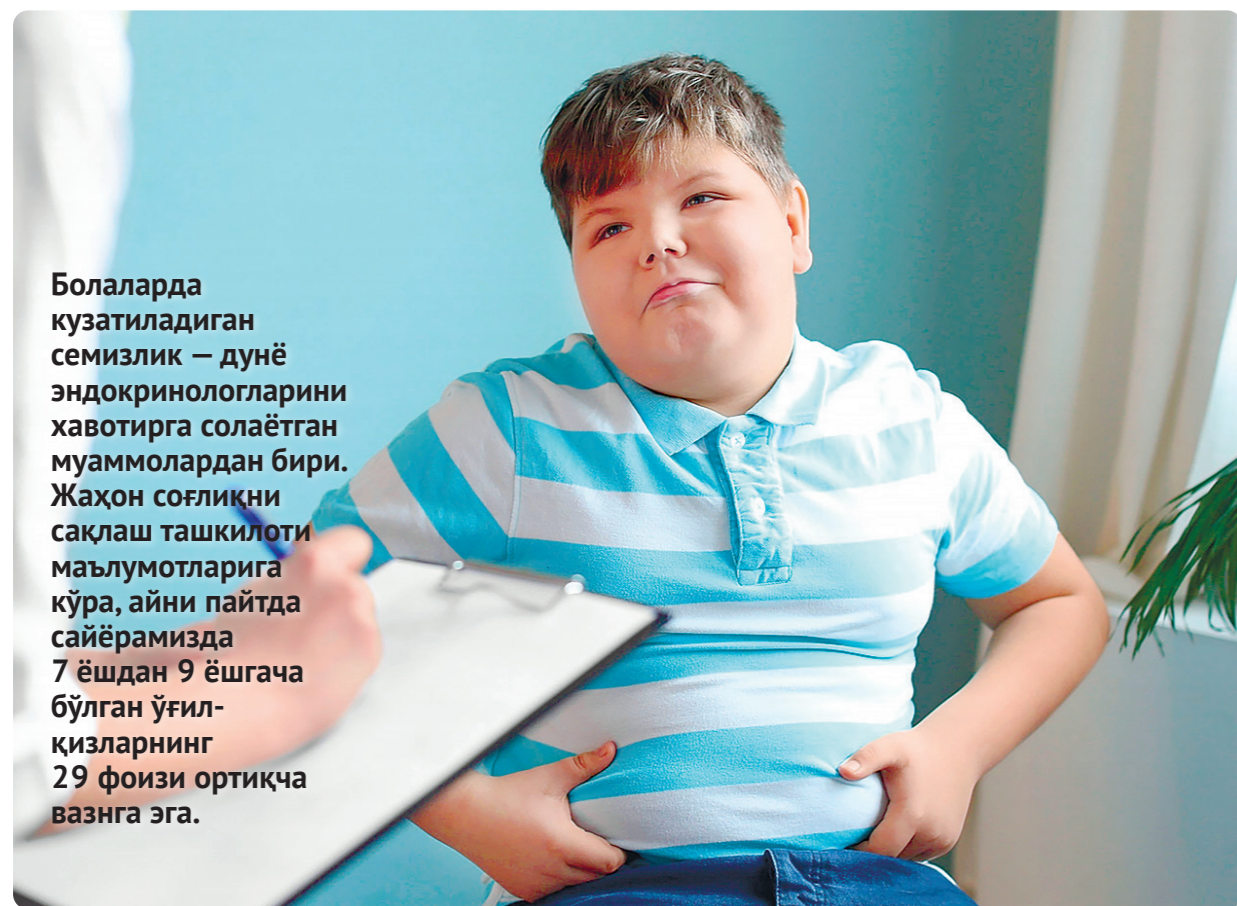 Болаларда
кузатиладиган
семизлик — дунё
эндокринологларини
хавотирга солаётган
муаммолардан бири.
Жаҳон соғлиқни
сақлаш ташкилоти
маълумотларига
кўра, айни пайтда
сайёрамизда
7 ёшдан 9 ёшгача
бўлган ўғил-
қизларнинг
29 фоизи ортиқча
вазнга эга.